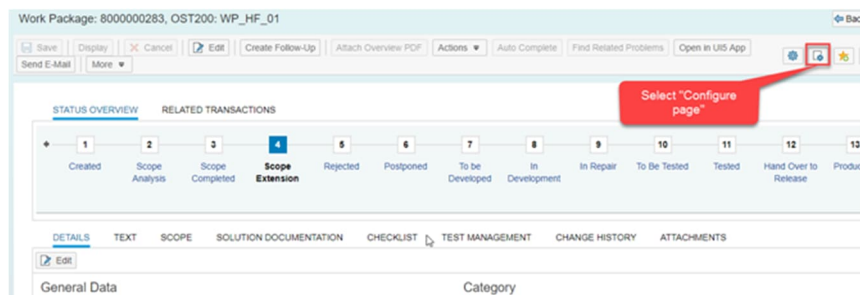 Work Package: 8000000283, OST200: WP_HF_01
Bac
Save Display Cancel Edit Create Follow-Up Attach Overview PDF Actions Auto Complete Find Related Problems Open in UI5 App
Send E-Mail More
Select "Configure
page"
STATUS OVERVIEW RELATED TRANSACTIONS
1 2 3 4 5 6 7 8 9 10 11 12 13
Created Scope Scope Scope Rejected Postponed To be In In Repair To Be Tested Tested Hand Over to Produc
Analysis Completed Extension Developed Development Release
DETAILS TEXT SCOPE SOLUTION DOCUMENTATION CHECKLIST TEST MANAGEMENT CHANGE HISTORY ATTACHMENTS
Edit
General Data Category